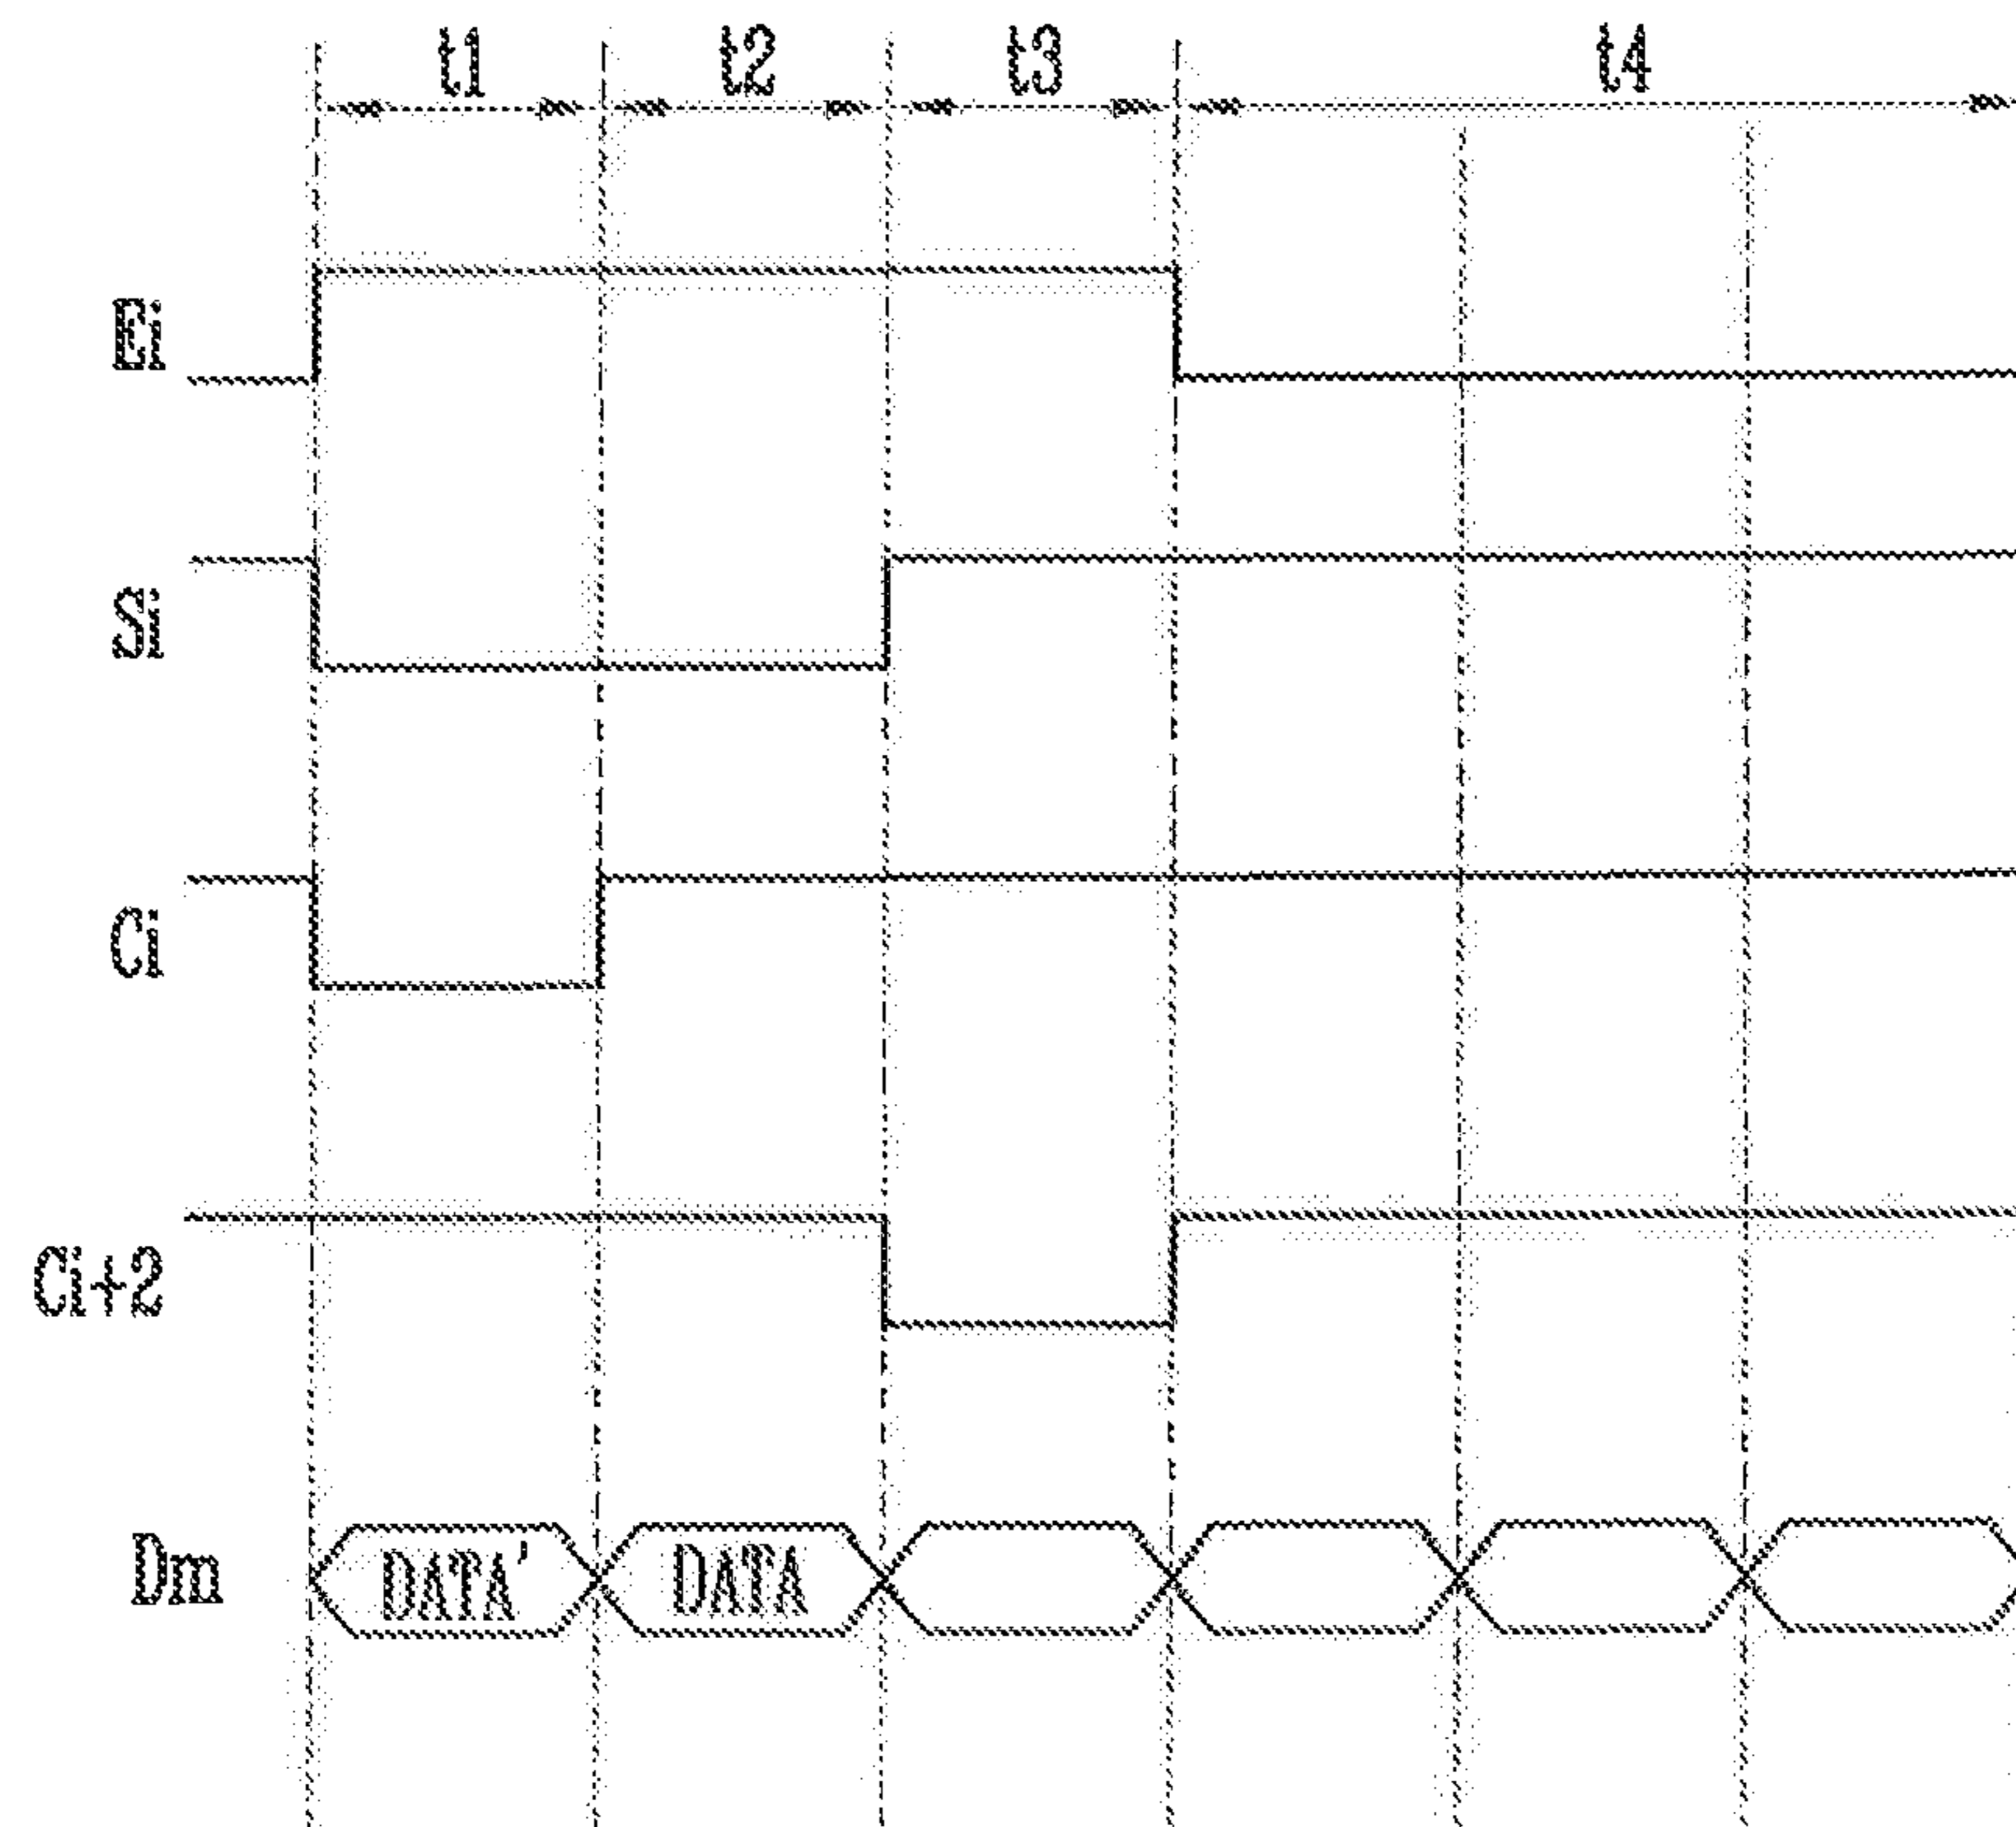 t1 t2 t3 t4
Ei
Si
Ci
Ci+2
Dm DATA' DATA